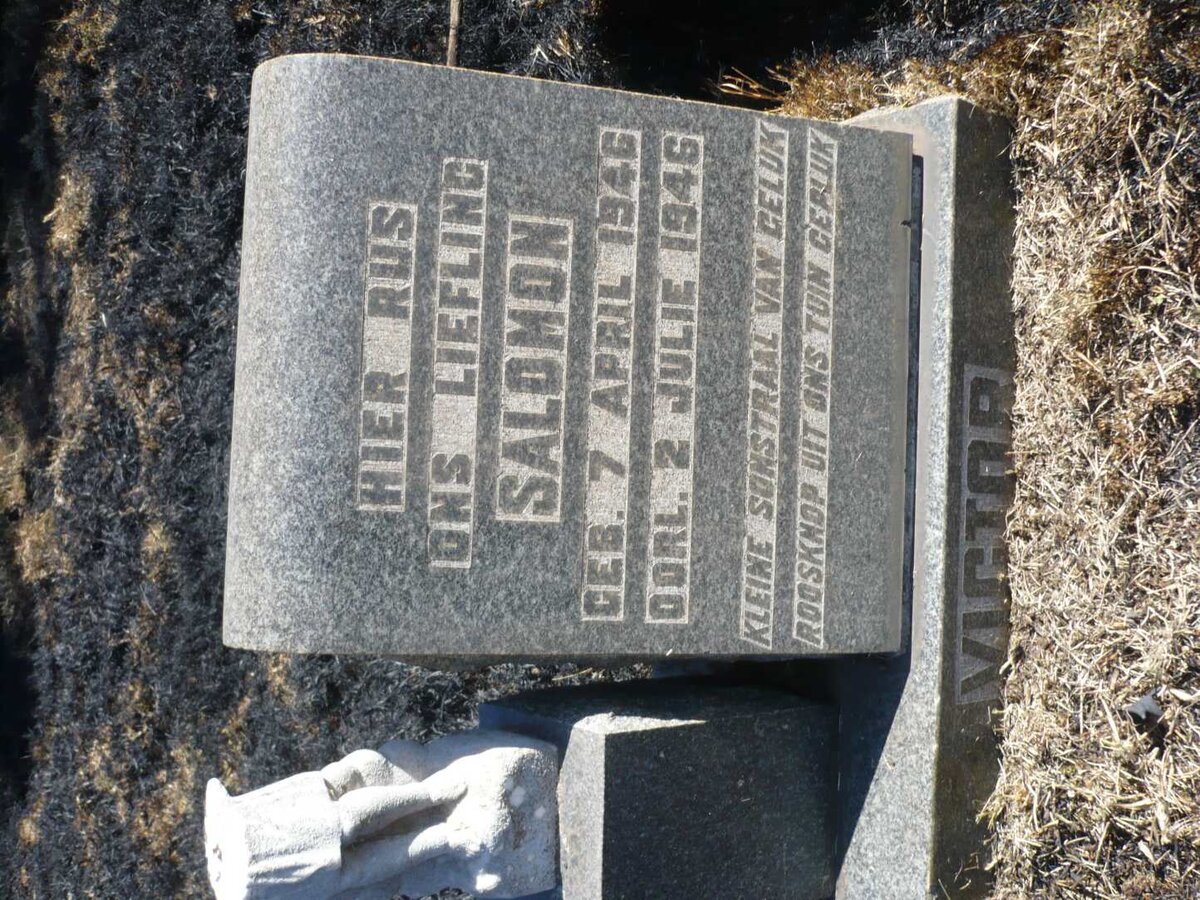 HIER RUS
ONS LIEFLING
SALOMON
GEB. 7 APRIL 1946
OORL. 2 JULIE 1946
KLEINE SONSTRAAL VAN GELUK
ROOSKNOP UIT ONS TUIN GEPLUK
VICTOR